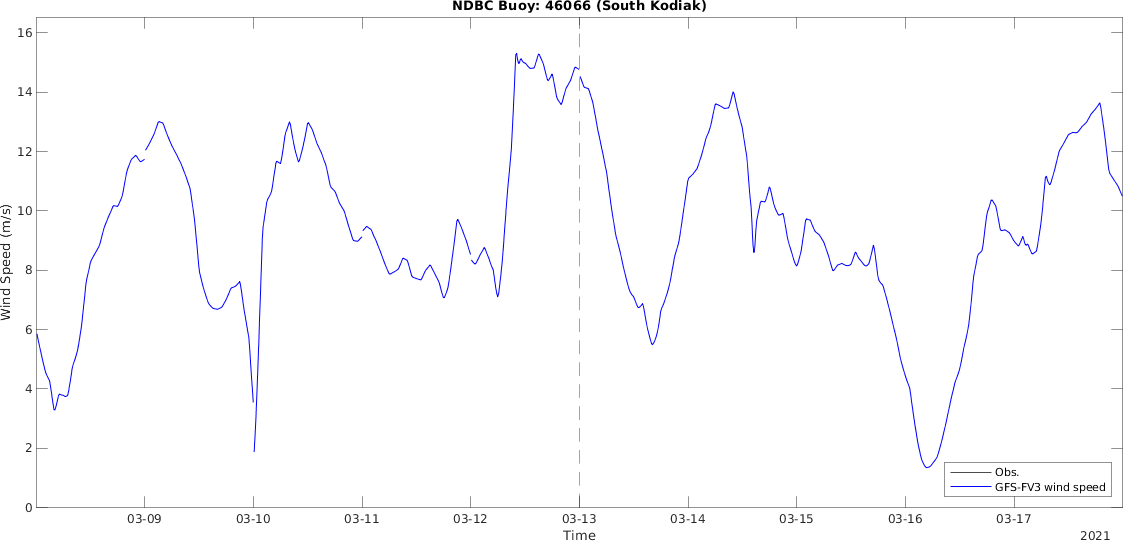 NDBC Buoy: 46066 (South Kodiak)
16
14
12
10
8
6
4
2
0
Wind Speed (m/s)
03-09 03-10 03-11 03-12 03-13 03-14 03-15 03-16 03-17
Time
2021
Obs.
GFS-FV3 wind speed